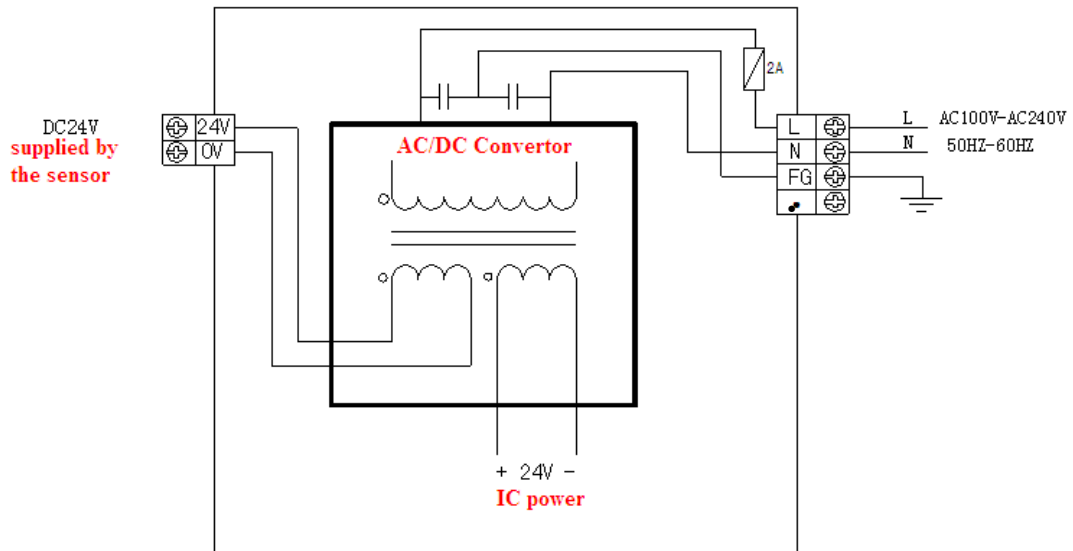 2A
DC24V
supplied by
the sensor
24V
0V
AC/DC Convertor
L
N
FG
L
N
AC100V-AC240V
50HZ-60HZ
+ 24V -
IC power